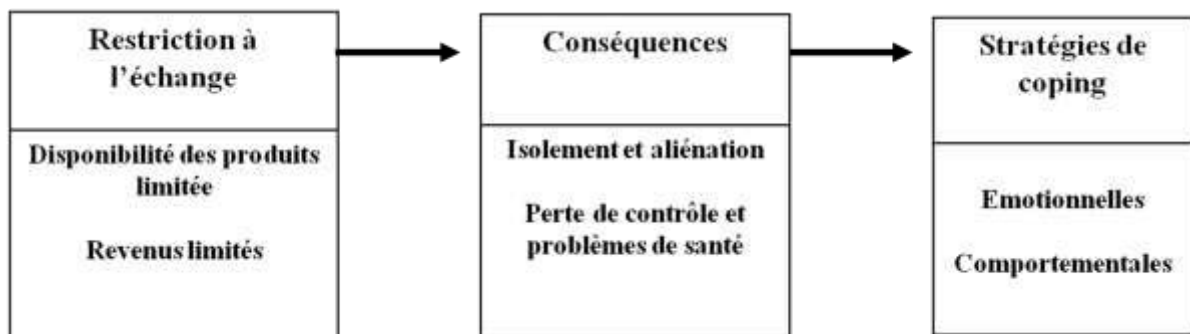 Restriction à
l'échange
Disponibilité des produits
limitée
Revenus limités
Conséquences
Isolement et aliénation
Perte de contrôle et
problèmes de santé
Stratégies de
coping
Emotionnelles
Comportementales